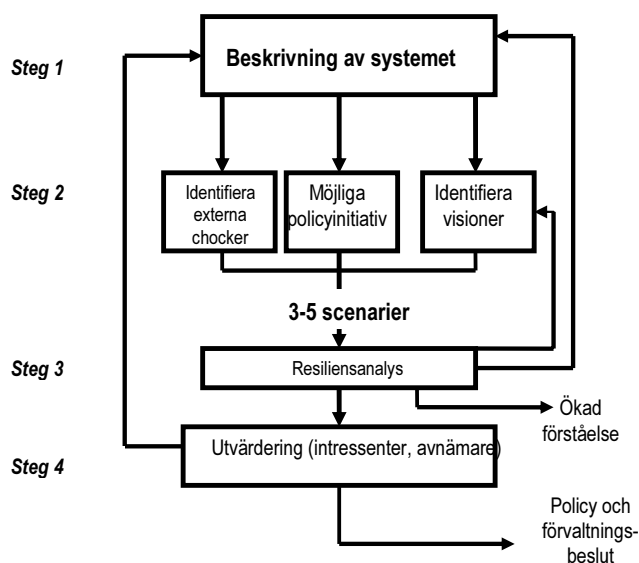 Steg 1
Beskrivning av systemet
Steg 2
Identifiera
externa
chocker
Möjliga
policyinitiativ
Identifiera
visioner
3-5 scenarier
Steg 3
Resiliensanalys
Ökad
förståelse
Steg 4
Utvärdering (intressenter, avnämare)
Policy och
förvaltnings-
beslut